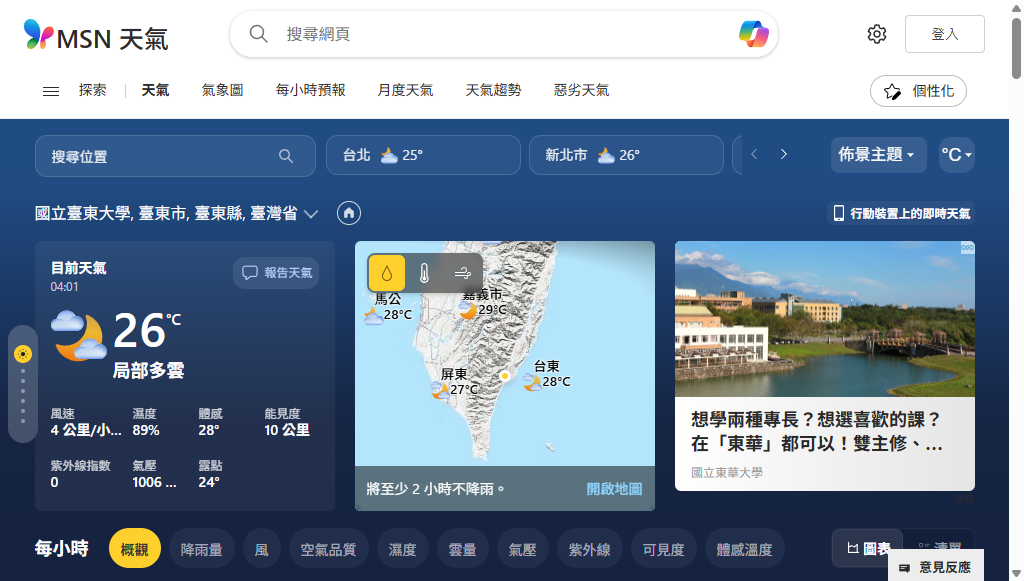 MSN 天氣
搜尋網頁
登入
探索
天氣
氣象圖
每小時預報
月度天氣
天氣趨勢
惡劣天氣
個性化
搜尋位置
台北 25°
新北市 26°
佈景主題
°C
國立臺東大學, 臺東市, 臺東縣, 臺灣省
行動裝置上的即時天氣
目前天氣
04:01
報告天氣
26°C
局部多雲
風速
4 公里/小...
濕度
89%
體感
28°
能見度
10 公里
紫外線指數
0
氣壓
1006 ...
露點
24°
馬公
28°C
嘉義市
29°C
屏東
27°C
台東
28°C
將至少 2 小時不降雨。
開啟地圖
想學兩種專長？想選喜歡的課？
在「東華」都可以！雙主修、...
國立東華大學
每小時
概觀
降雨量
風
空氣品質
濕度
雲量
氣壓
紫外線
可見度
體感溫度
圖表
清單
意見反應